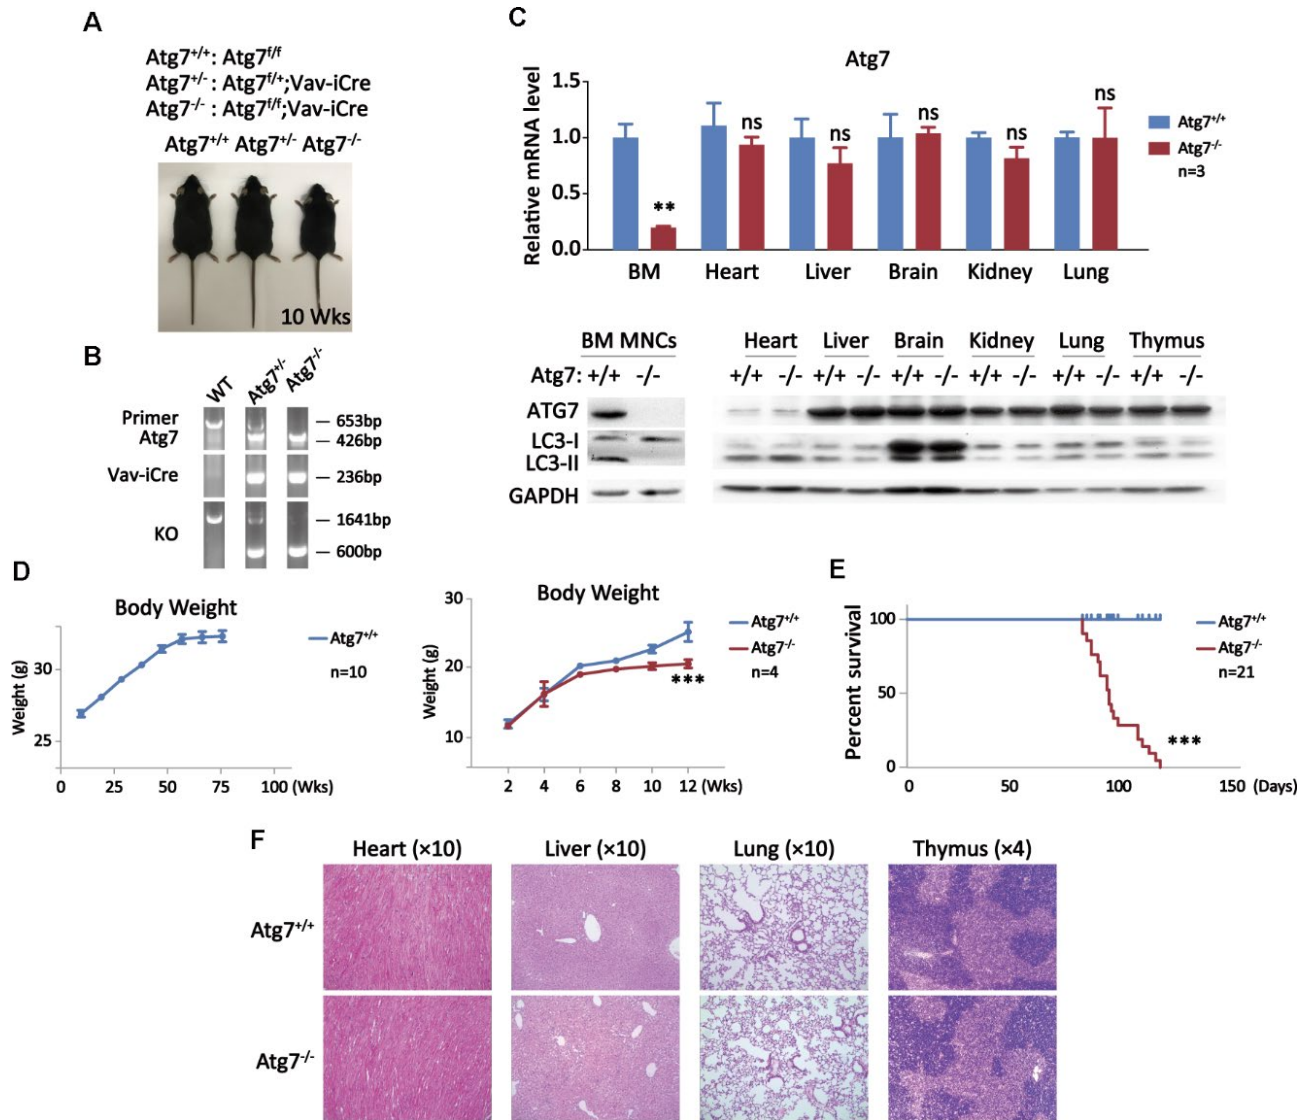 A
Atg7+/+: Atg7f/f
Atg7+/-: Atg7f/+;Vav-iCre
Atg7-/-: Atg7f/f;Vav-iCre
Atg7+/+ Atg7+/- Atg7-/-
10 Wks
B
WT Atg7+/- Atg7-/-
Primer
Atg7
653bp
426bp
Vav-iCre
236bp
KO
1641bp
600bp
C
Atg7
Relative mRNA level
1.5
1.0
0.5
0.0
**
ns
ns
ns
ns
ns
BM Heart Liver Brain Kidney Lung
Atg7+/+
Atg7-/-
n=3
BM MNCs Heart Liver Brain Kidney Lung Thymus
Atg7: +/+ -/- +/+ -/- +/+ -/- +/+ -/- +/+ -/- +/+ -/- +/+ -/-
ATG7
LC3-I
LC3-II
GAPDH
D
Body Weight
Weight (g)
30
25
0 25 50 75 100 (Wks)
Atg7+/+
n=10
Body Weight
Weight (g)
30
20
10
2 4 6 8 10 12 (Wks)
Atg7+/+
Atg7-/-
n=4
***
E
Percent survival
100
50
0
0 50 100 150 (Days)
Atg7+/+
Atg7-/-
n=21
***
F
Heart (×10) Liver (×10) Lung (×10) Thymus (×4)
Atg7+/+
Atg7-/-